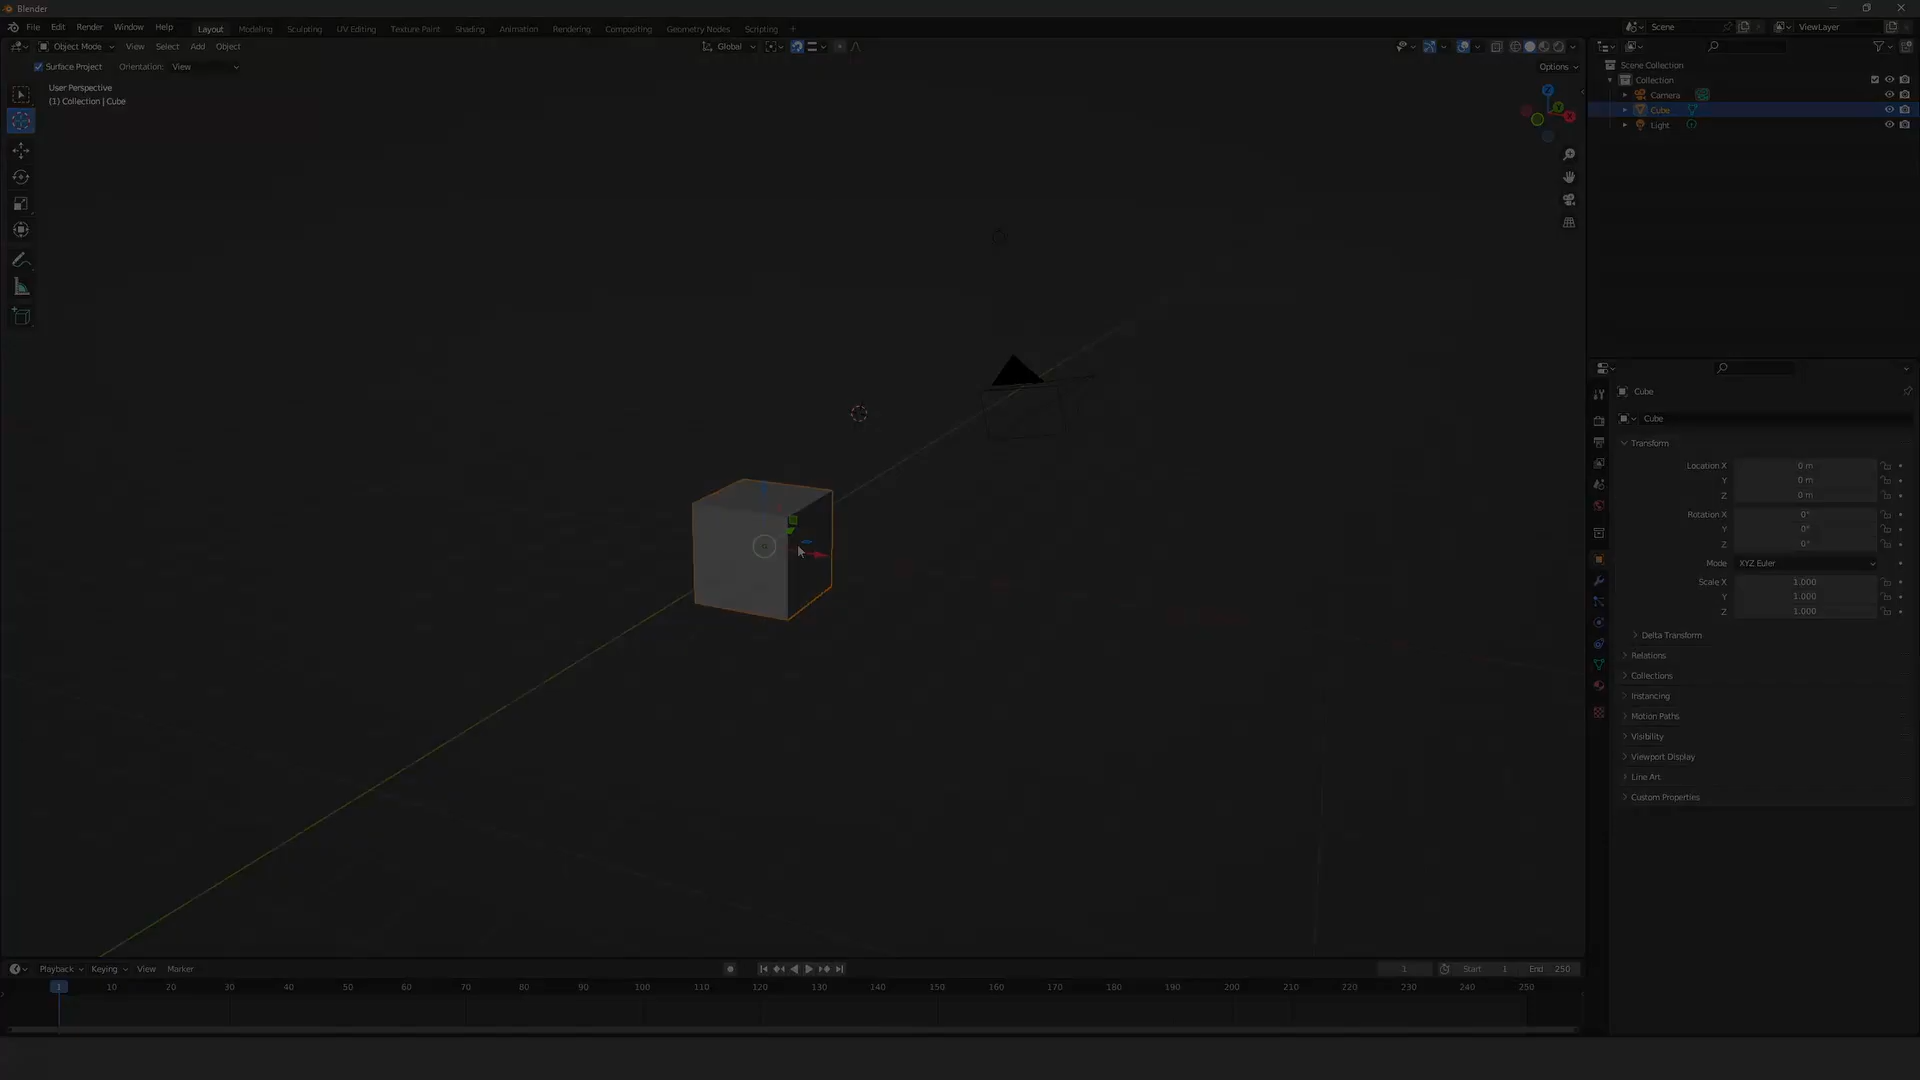 Blender
File Edit Render Window Help Layout Modeling Sculpting UV Editing Texture Paint Shading Animation Rendering Compositing Geometry Nodes Scripting + Scene ViewLayer
Object Mode View Select Add Object Global
Surface Project Orientation: View Options
User Perspective
(1) Collection | Cube
Z
Y
X
Scene Collection
Collection
Camera
Cube
Light
Cube
Cube
Transform
Location X 0 m
Y 0 m
Z 0 m
Rotation X 0°
Y 0°
Z 0°
Mode XYZ Euler
Scale X 1.000
Y 1.000
Z 1.000
Delta Transform
Relations
Collections
Instancing
Motion Paths
Visibility
Viewport Display
Line Art
Custom Properties
Playback Keying View Marker 1 Start 1 End 250
1 10 20 30 40 50 60 70 80 90 100 110 120 130 140 150 160 170 180 190 200 210 220 230 240 250